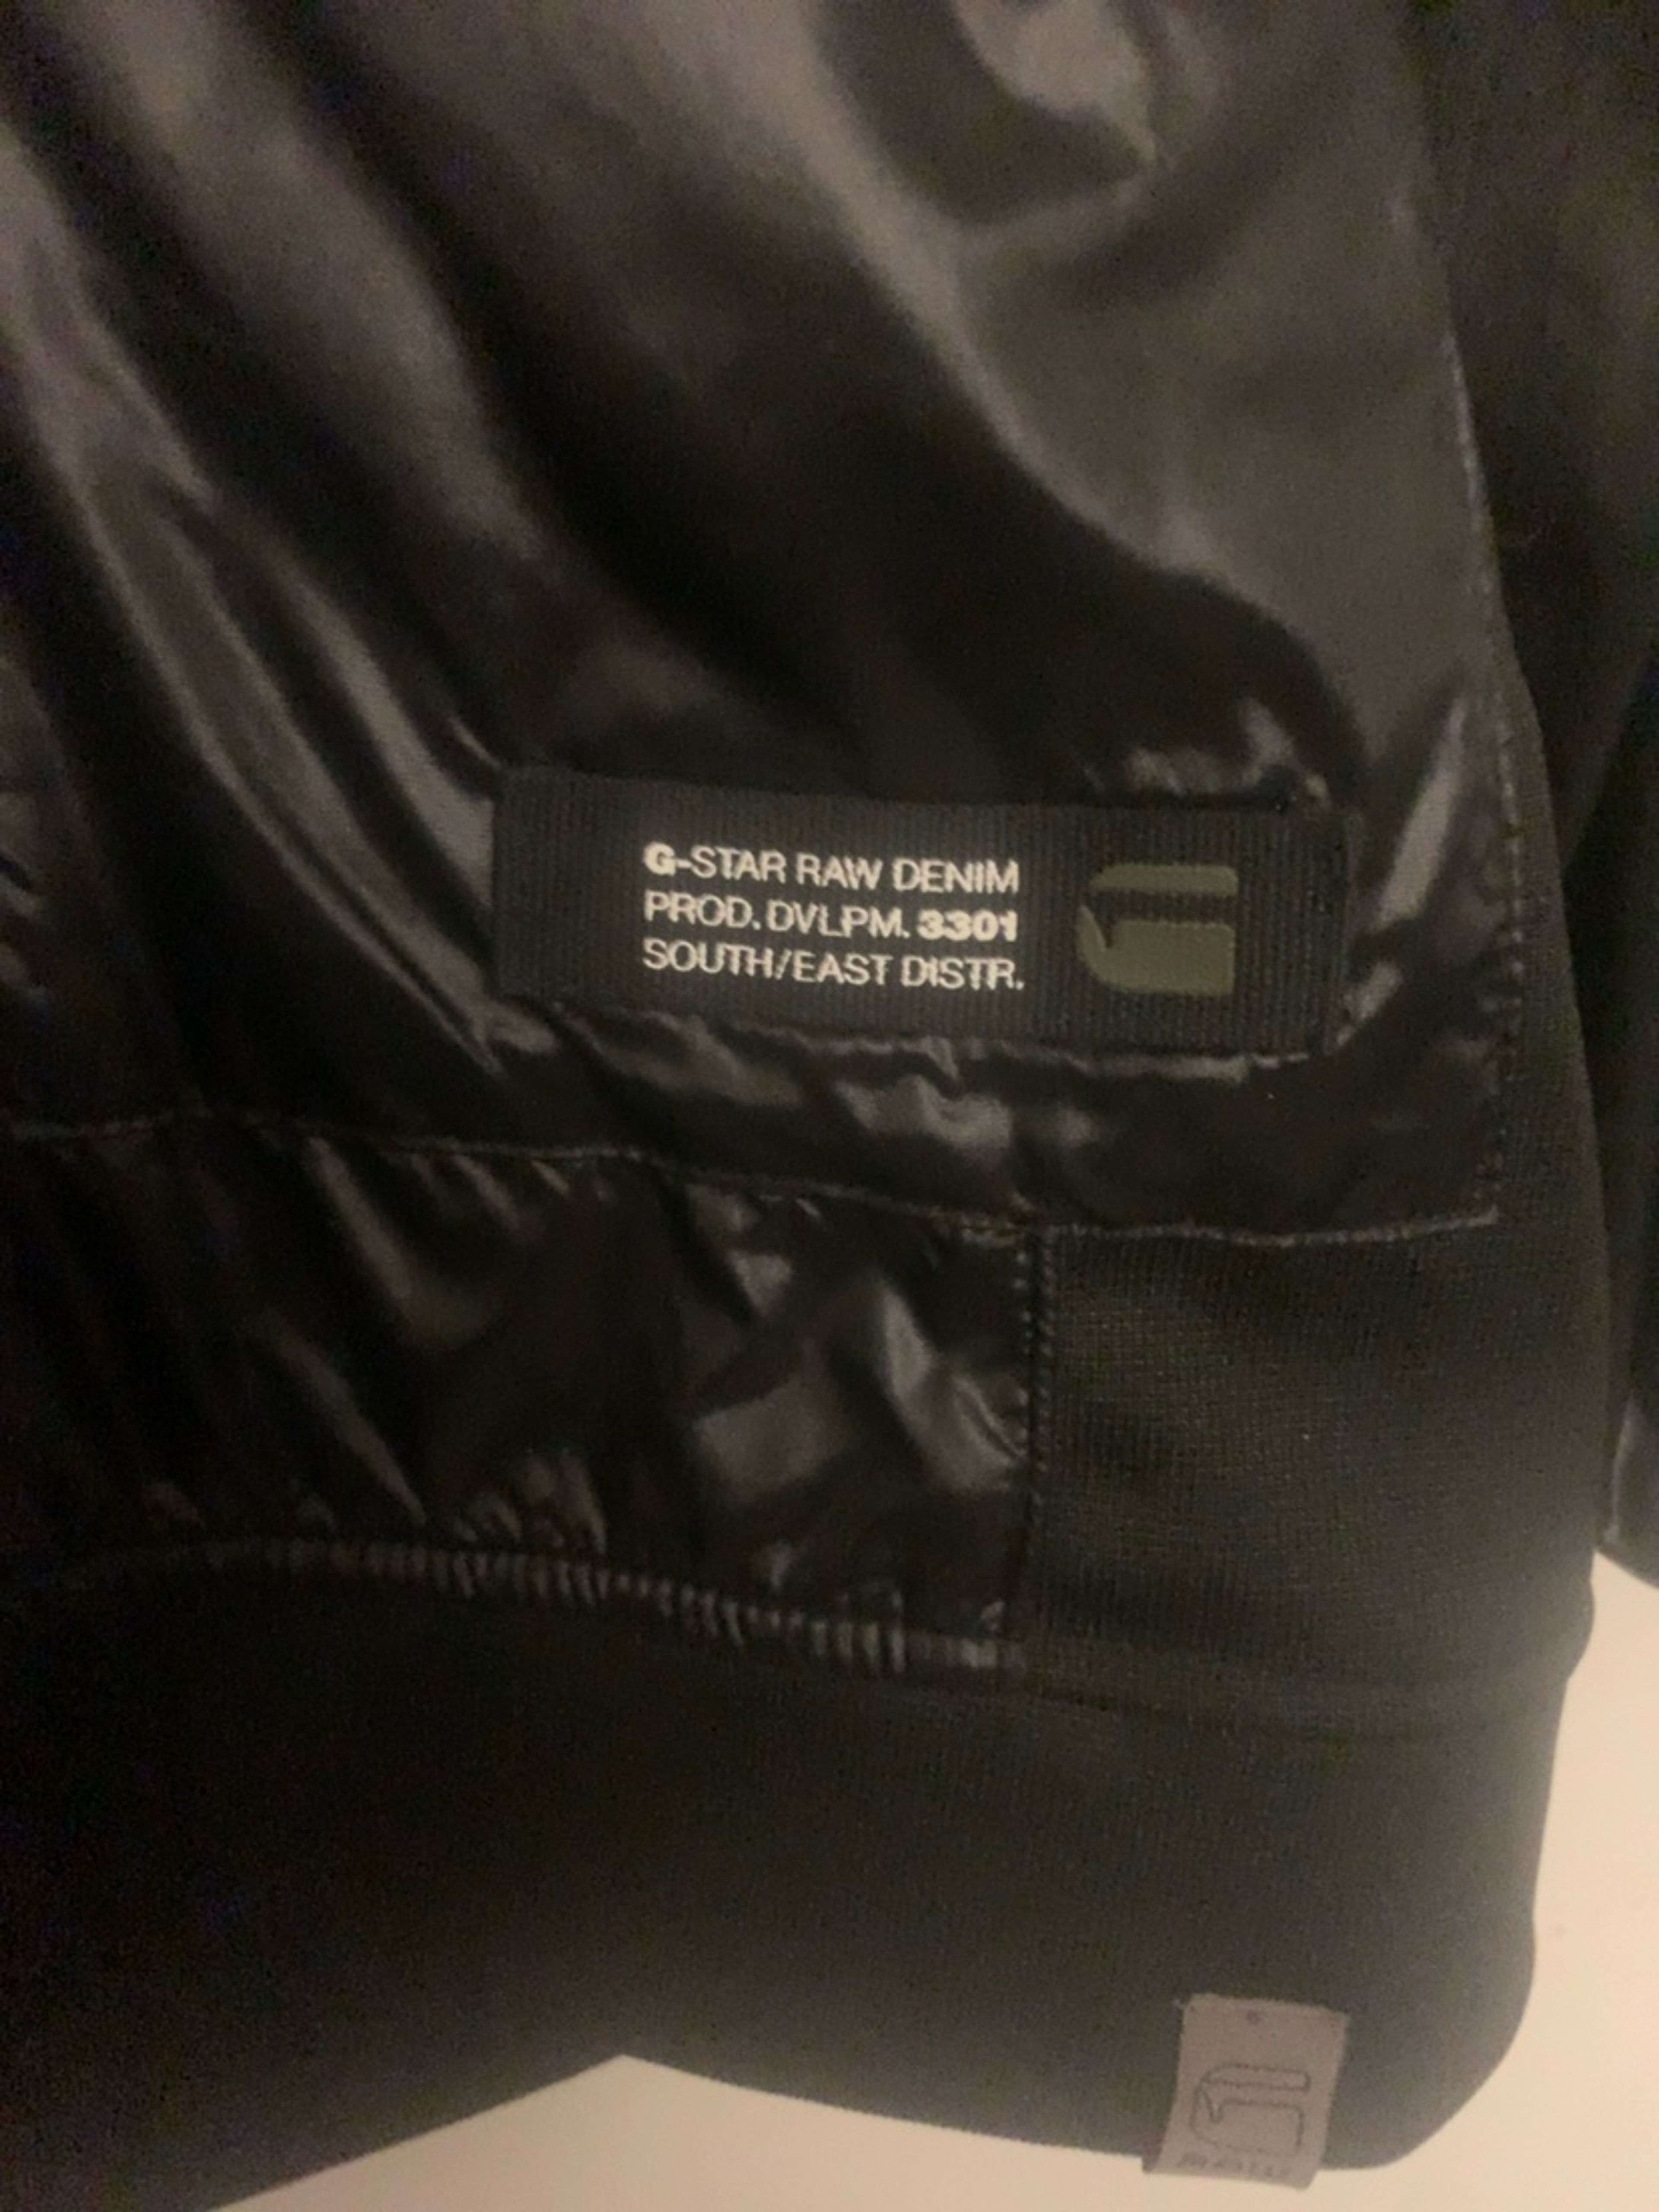 G-STAR RAW DENIM
PROD. DVLPM. 3301
SOUTH/EAST DISTR.